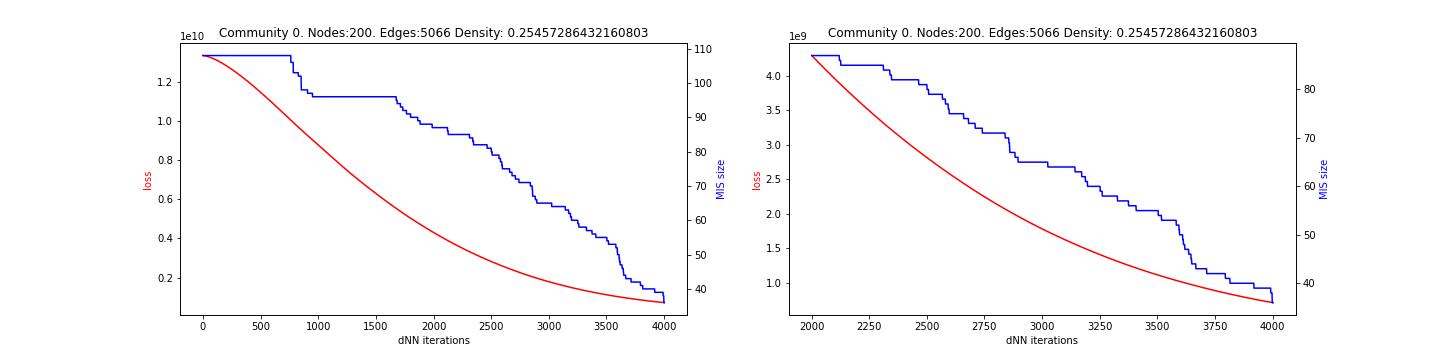 Community 0. Nodes:200. Edges:5066 Density: 0.25457286432160803
1e10
1.2
1.0
0.8
0.6
0.4
0.2
loss
110
100
90
80
70
60
50
40
MIS size
0 500 1000 1500 2000 2500 3000 3500 4000
dNN iterations
Community 0. Nodes:200. Edges:5066 Density: 0.25457286432160803
1e9
4.0
3.5
3.0
2.5
2.0
1.5
1.0
loss
80
70
60
50
40
MIS size
2000 2250 2500 2750 3000 3250 3500 3750 4000
dNN iterations